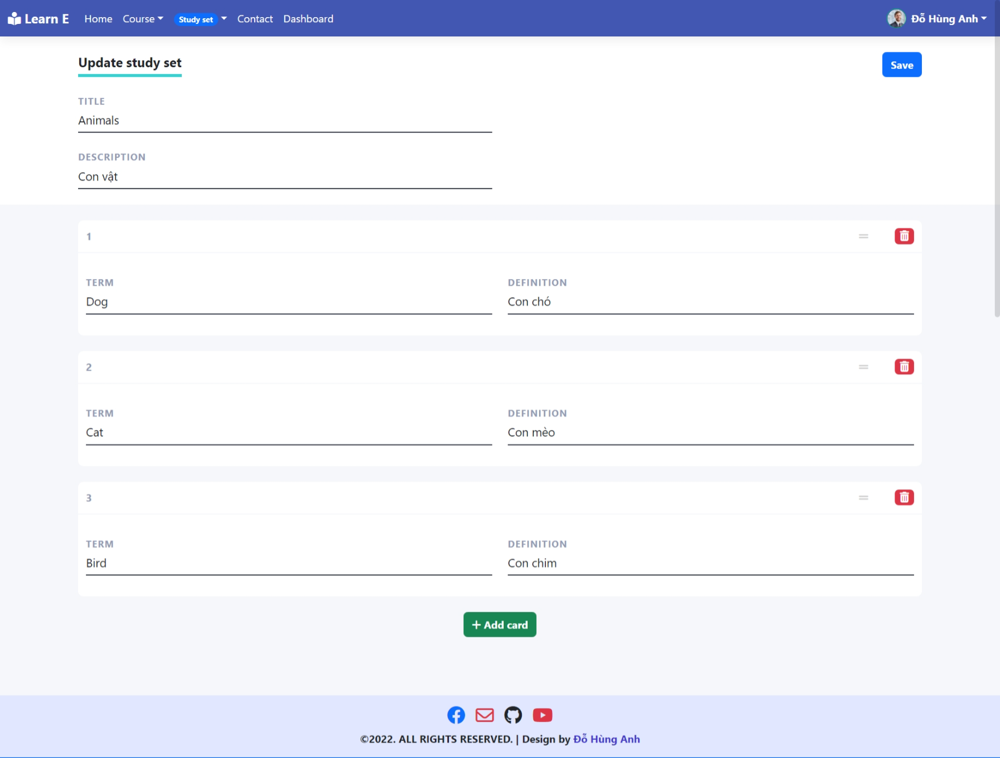 Learn E Home Course Study set Contact Dashboard Đỗ Hùng Anh
Update study set Save
TITLE
Animals
DESCRIPTION
Con vật
1
TERM DEFINITION
Dog Con chó
2
TERM DEFINITION
Cat Con mèo
3
TERM DEFINITION
Bird Con chim
+ Add card
©2022. ALL RIGHTS RESERVED. | Design by Đỗ Hùng Anh